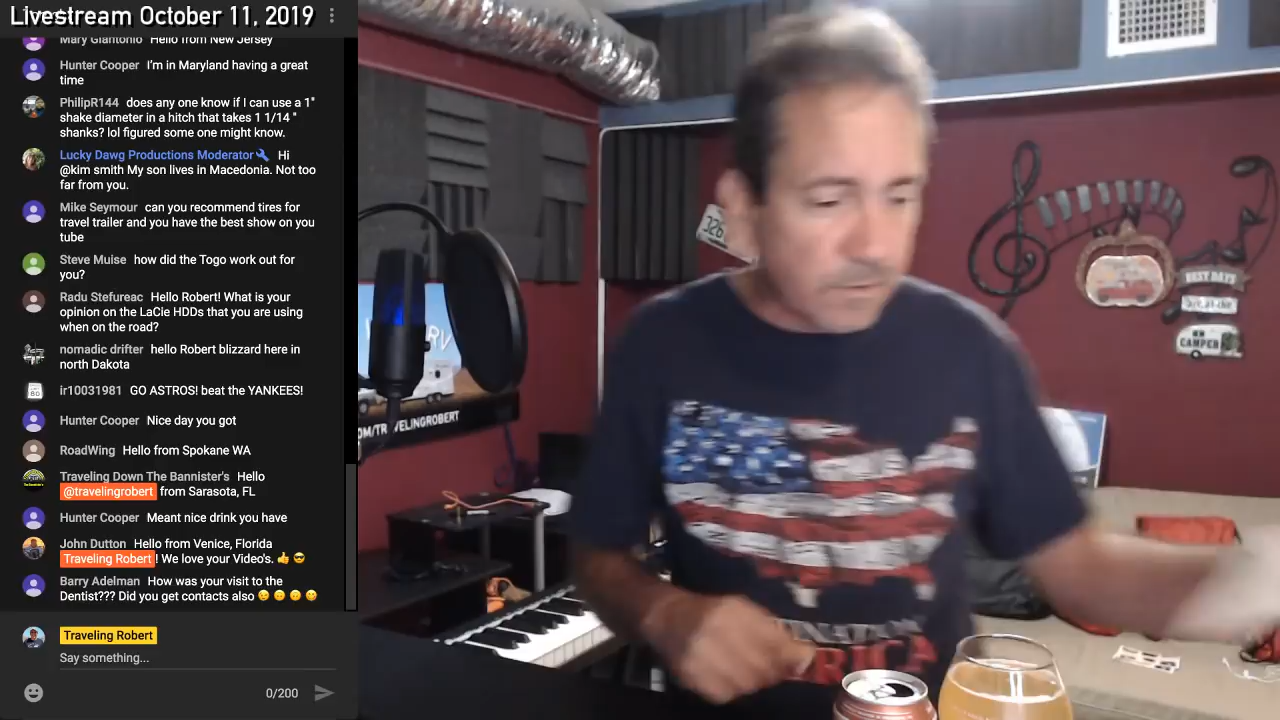 Livestream October 11, 2019
Mary Giantonio Hello from New Jersey
Hunter Cooper I'm in Maryland having a great
time
PhilipR144 does any one know if I can use a 1"
shake diameter in a hitch that takes 1 1/14 "
shanks? lol figured some one might know.
Lucky Dawg Productions Moderator Hi
@kim smith My son lives in Macedonia. Not too
far from you.
Mike Seymour can you recommend tires for
travel trailer and you have the best show on you
tube
Steve Muise how did the Togo work out for
you?
Radu Stefureac Hello Robert! What is your
opinion on the LaCie HDDs that you are using
when on the road?
nomadic drifter hello Robert blizzard here in
north Dakota
ir10031981 GO ASTROS! beat the YANKEES!
Hunter Cooper Nice day you got
RoadWing Hello from Spokane WA
Traveling Down The Bannister's Hello
@travelingrobert from Sarasota, FL
Hunter Cooper Meant nice drink you have
John Dutton Hello from Venice, Florida
Traveling Robert! We love your Video's. 👍 😎
Barry Adelman How was your visit to the
Dentist??? Did you get contacts also
Traveling Robert
Say something...
0/200
326
RV
OM/TRAVELINGROBERT
BEST DAYS
CAMPER